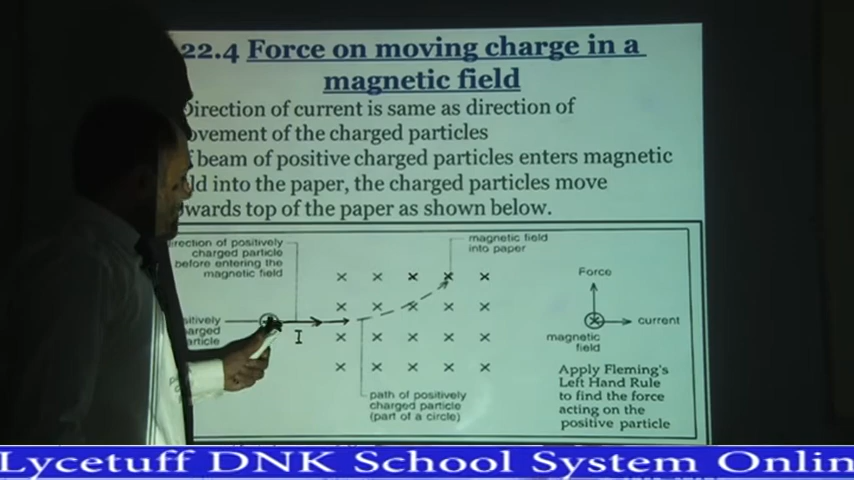 22.4 Force on moving charge in a
magnetic field
Direction of current is same as direction of
ovement of the charged particles
f beam of positive charged particles enters magnetic
ld into the paper, the charged particles move
wards top of the paper as shown below.
direction of positively
charged particle
before entering the
magnetic field
magnetic field
into paper
Force
current
magnetic
field
sitively
arged
article
I
path of positively
charged particle
(part of a circle)
Apply Fleming's
Left Hand Rule
to find the force
acting on the
positive particle
Lycetuff DNK School System Onlin